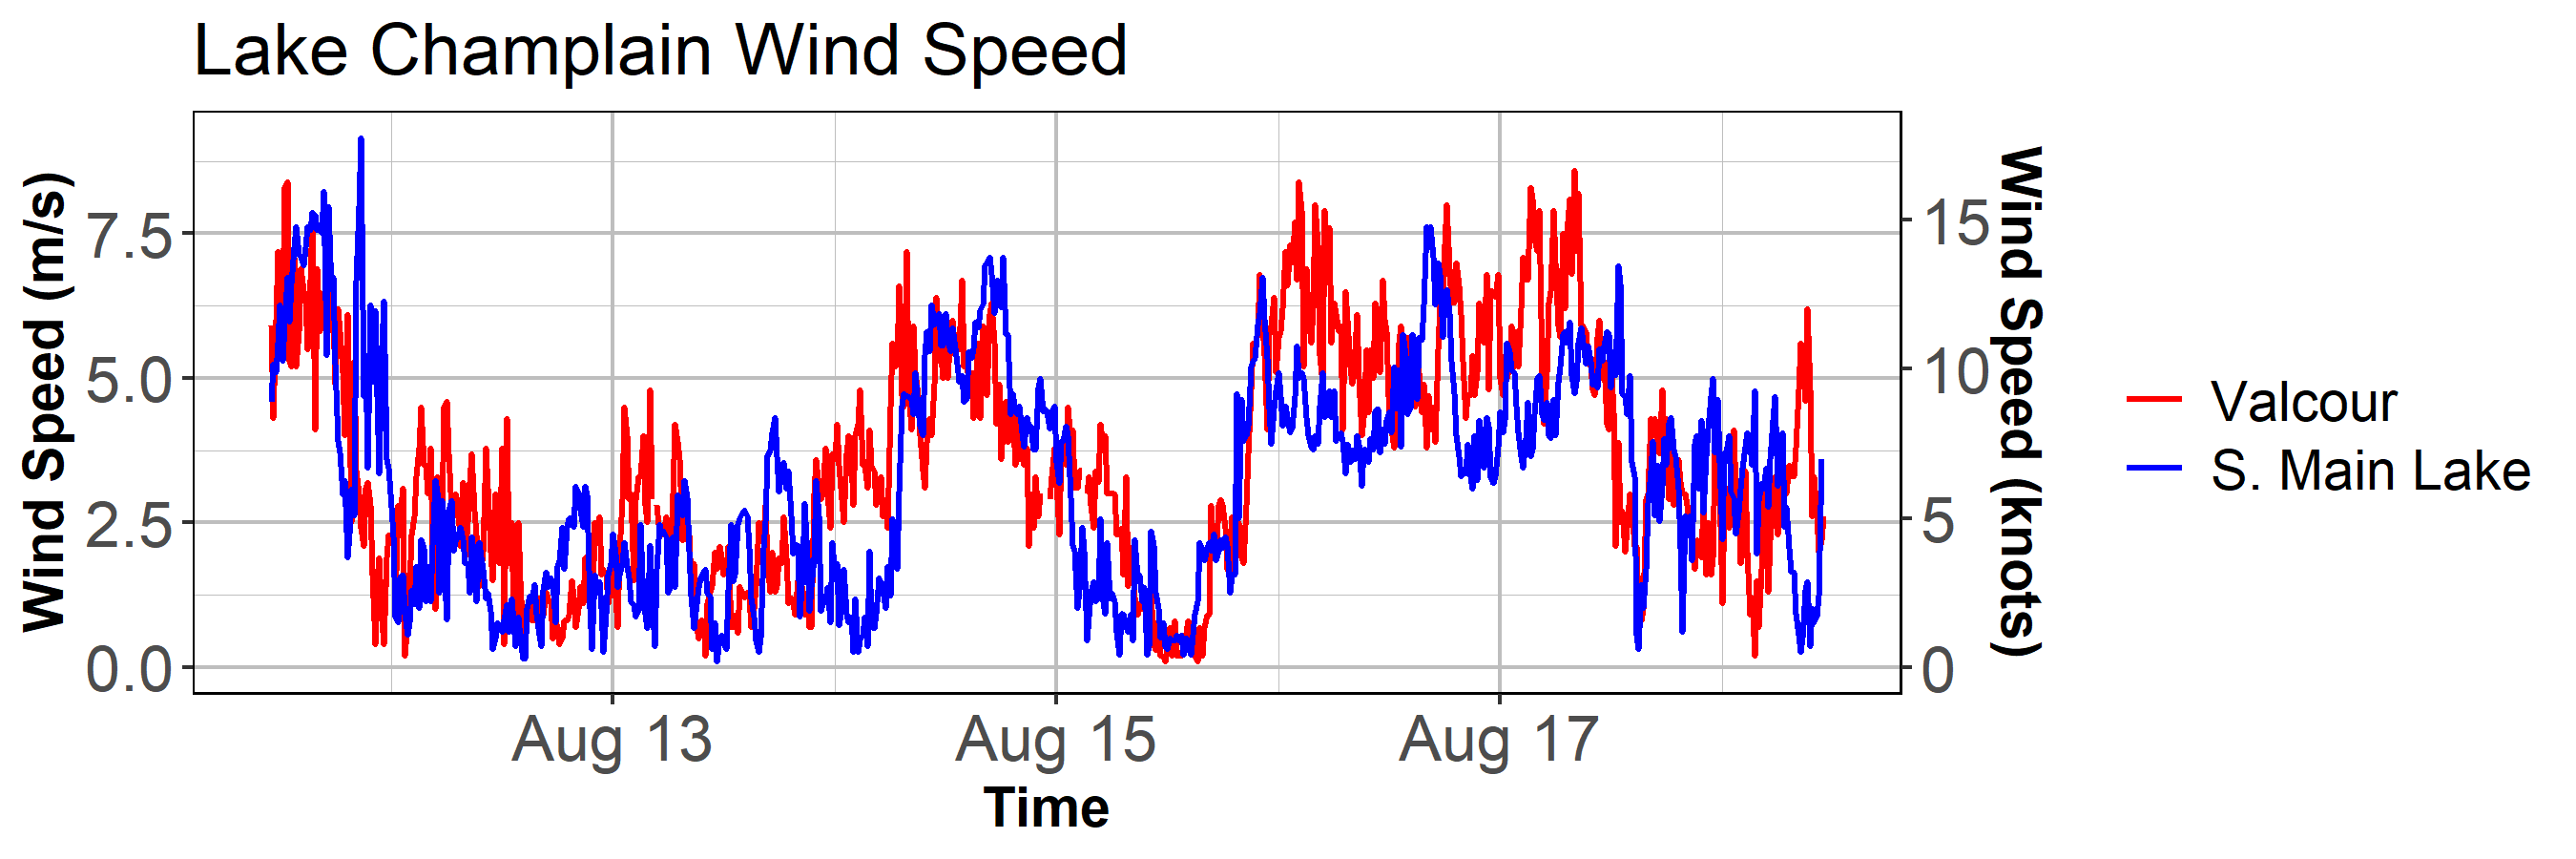 Lake Champlain Wind Speed
Wind Speed (m/s)
7.5
5.0
2.5
0.0
15
10
5
0
Wind Speed (knots)
Aug 13
Aug 15
Aug 17
Time
Valcour
S. Main Lake